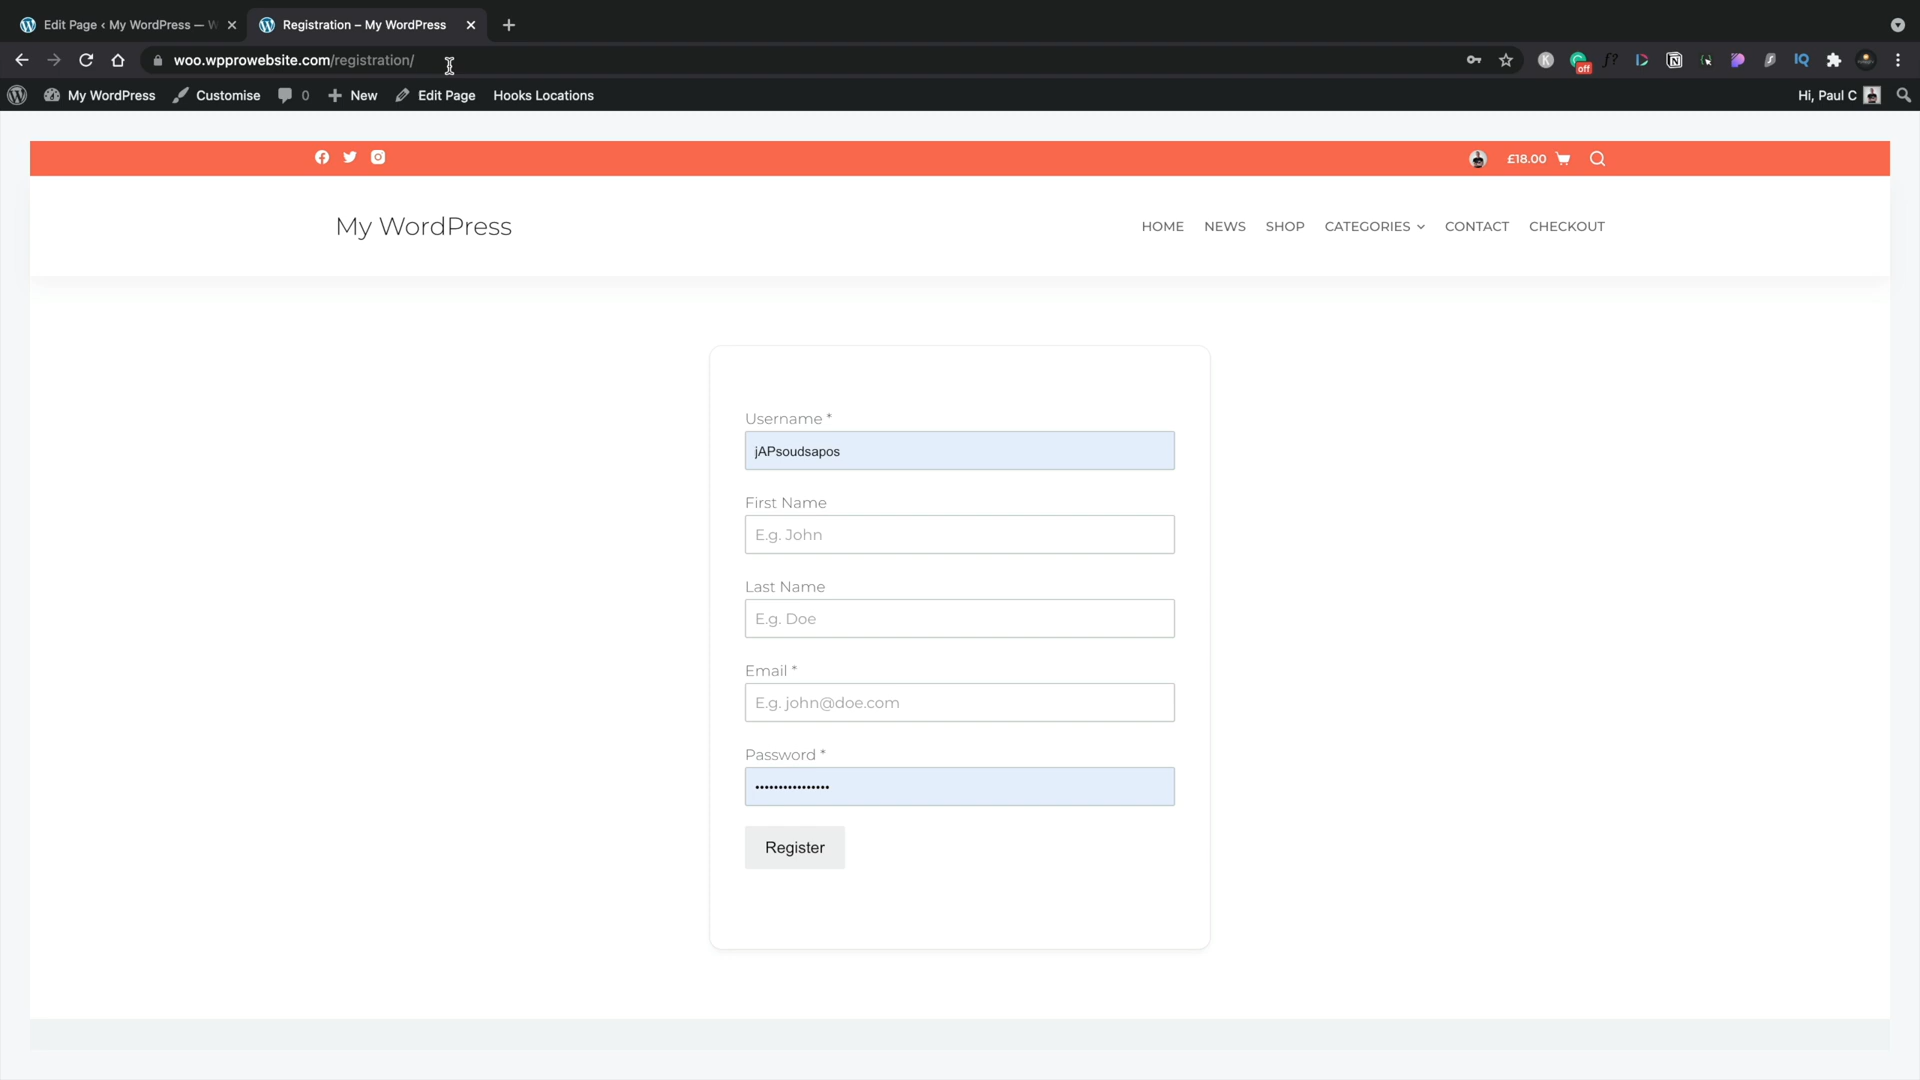 Edit Page ‹ My WordPress — W
Registration – My WordPress
woo.wpprowebsite.com/registration/
off
My WordPress
Customise
0
New
Edit Page
Hooks Locations
Hi, Paul C
£18.00
My WordPress
HOME
NEWS
SHOP
CATEGORIES
CONTACT
CHECKOUT
Username *
jAPsoudsapos
First Name
E.g. John
Last Name
E.g. Doe
Email *
E.g. john@doe.com
Password *
••••••••••••••••
Register